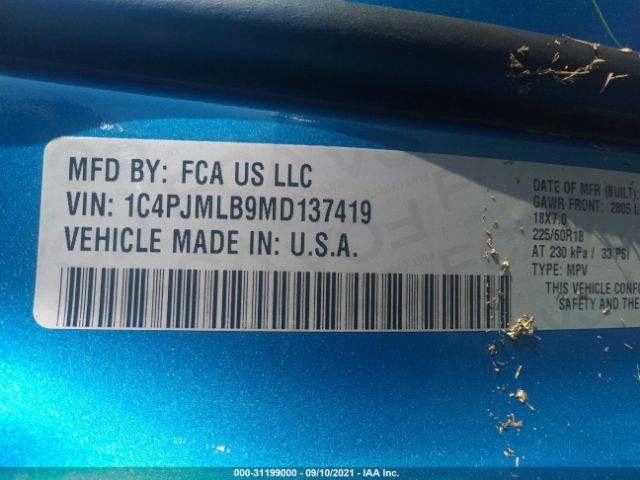 MFD BY: FCA US LLC
VIN: 1C4PJMLB9MD137419
VEHICLE MADE IN: U.S.A.
DATE OF MFR (BUILT):
GAWR FRONT: 2805 L
18X7.0
225/60R18
AT 230 kPa / 33 PSI
TYPE: MPV
THIS VEHICLE CONFO
SAFETY AND THE
000-31199000 - 09/10/2021 - IAA Inc.